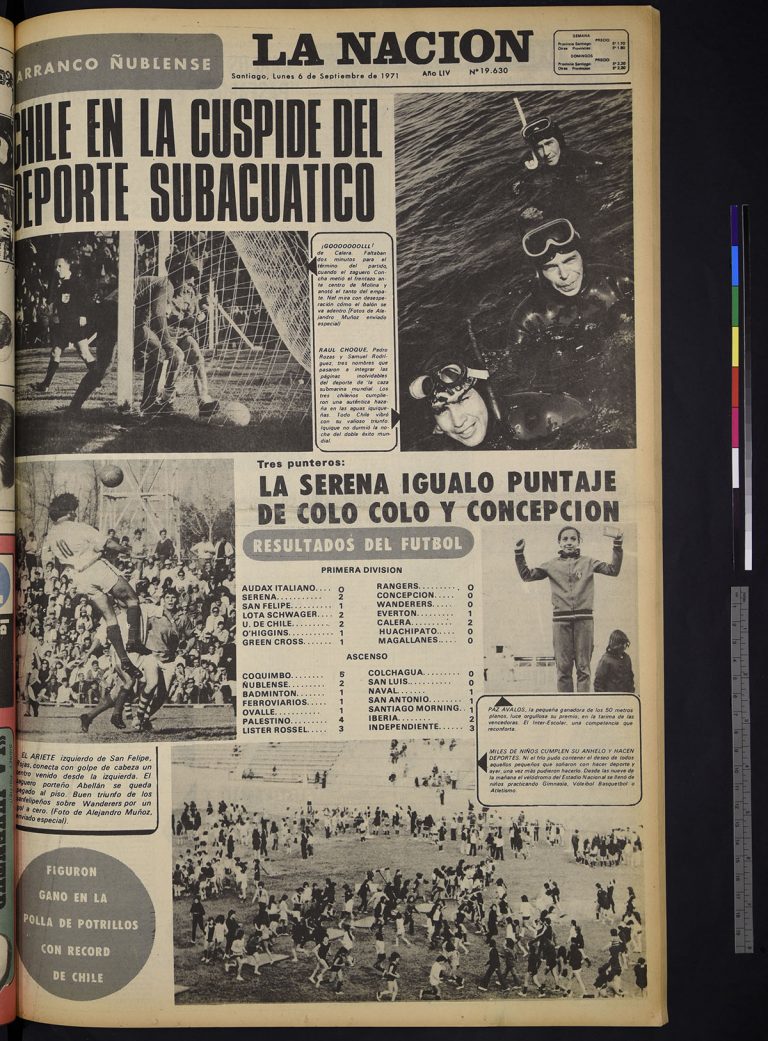 ARRANCO ÑUBLENSE
LA NACION
Santiago, Lunes 6 de Septiembre de 1971 Año LIV Nº 19.630
SEMANA
PRECIO
Provincia Santiago
Otras Provincias
DOMINGOS
PRECIO
Provincia Santiago
Otras Provincias
CHILE EN LA CUSPIDE DEL
DEPORTE SUBACUATICO
¡GOOOOOOOLLL!
de Calera. Faltaban
dos minutos para el
término del partido,
cuando el zaguero Con-
cha metió el frentazo an-
te centro de Molina y
anotó el tanto del empa-
te. Nef mira con desespe-
ración cómo el balón se
va adentro. (Fotos de Ale-
jandro Muñoz enviado
especial)
RAUL CHOQUE, Pedro
Rozas y Samuel Rodrí-
guez, tres nombres que
pasaron a integrar las
páginas inolvidables
del deporte de la caza
submarina mundial. Los
tres chilenos cumplie-
ron una auténtica haza-
ña en las aguas iquique-
ñas. Todo Chile vibró
con su valioso triunfo.
Iquique no durmió la no-
che del doble éxito mun-
dial.
Tres punteros:
LA SERENA IGUALO PUNTAJE
DE COLO COLO Y CONCEPCION
RESULTADOS DEL FUTBOL
PRIMERA DIVISION
AUDAX ITALIANO.... 0 RANGERS......... 0
SERENA........... 2 CONCEPCION..... 0
SAN FELIPE........ 1 WANDERERS..... 0
LOTA SCHWAGER.... 2 EVERTON........ 1
U. DE CHILE........ 2 CALERA......... 2
O'HIGGINS.......... 1 HUACHIPATO.... 0
GREEN CROSS....... 1 MAGALLANES... 0
ASCENSO
COQUIMBO......... 5 COLCHAGUA...... 0
ÑUBLENSE......... 2 SAN LUIS......... 0
BADMINTON........ 1 NAVAL.......... 1
FERROVIARIOS...... 1 SAN ANTONIO..... 1
OVALLE........... 1 SANTIAGO MORNING.. 1
PALESTINO......... 4 IBERIA.......... 2
LISTER ROSSEL..... 3 INDEPENDIENTE..... 3
PAZ AVALOS, la pequeña ganadora de los 50 metros
planos, luce orgullosa su premio, en la tarima de las
vencedoras. El Inter-Escolar, una competencia que
reconforta.
MILES DE NIÑOS CUMPLEN SU ANHELO Y HACEN
DEPORTES. Ni el frío pudo contener el deseo de todos
aquellos pequeños que soñaron con hacer deporte y
ayer, una vez más pudieron hacerlo. Desde las nueve de
la mañana el velódromo del Estadio Nacional se llenó de
niños practicando Gimnasia, Voleibol Basquetbol o
Atletismo.
EL ARIETE izquierdo de San Felipe,
conecta con golpe de cabeza un
centro venido desde la izquierda. El
zaguero porteño Abellán se queda
pegado al piso. Buen triunfo de los
sanfelipeños sobre Wanderers por un
gol a cero. (Foto de Alejandro Muñoz,
enviado especial).
FIGURON
GANO EN LA
POLLA DE POTRILLOS
CON RECORD
DE CHILE